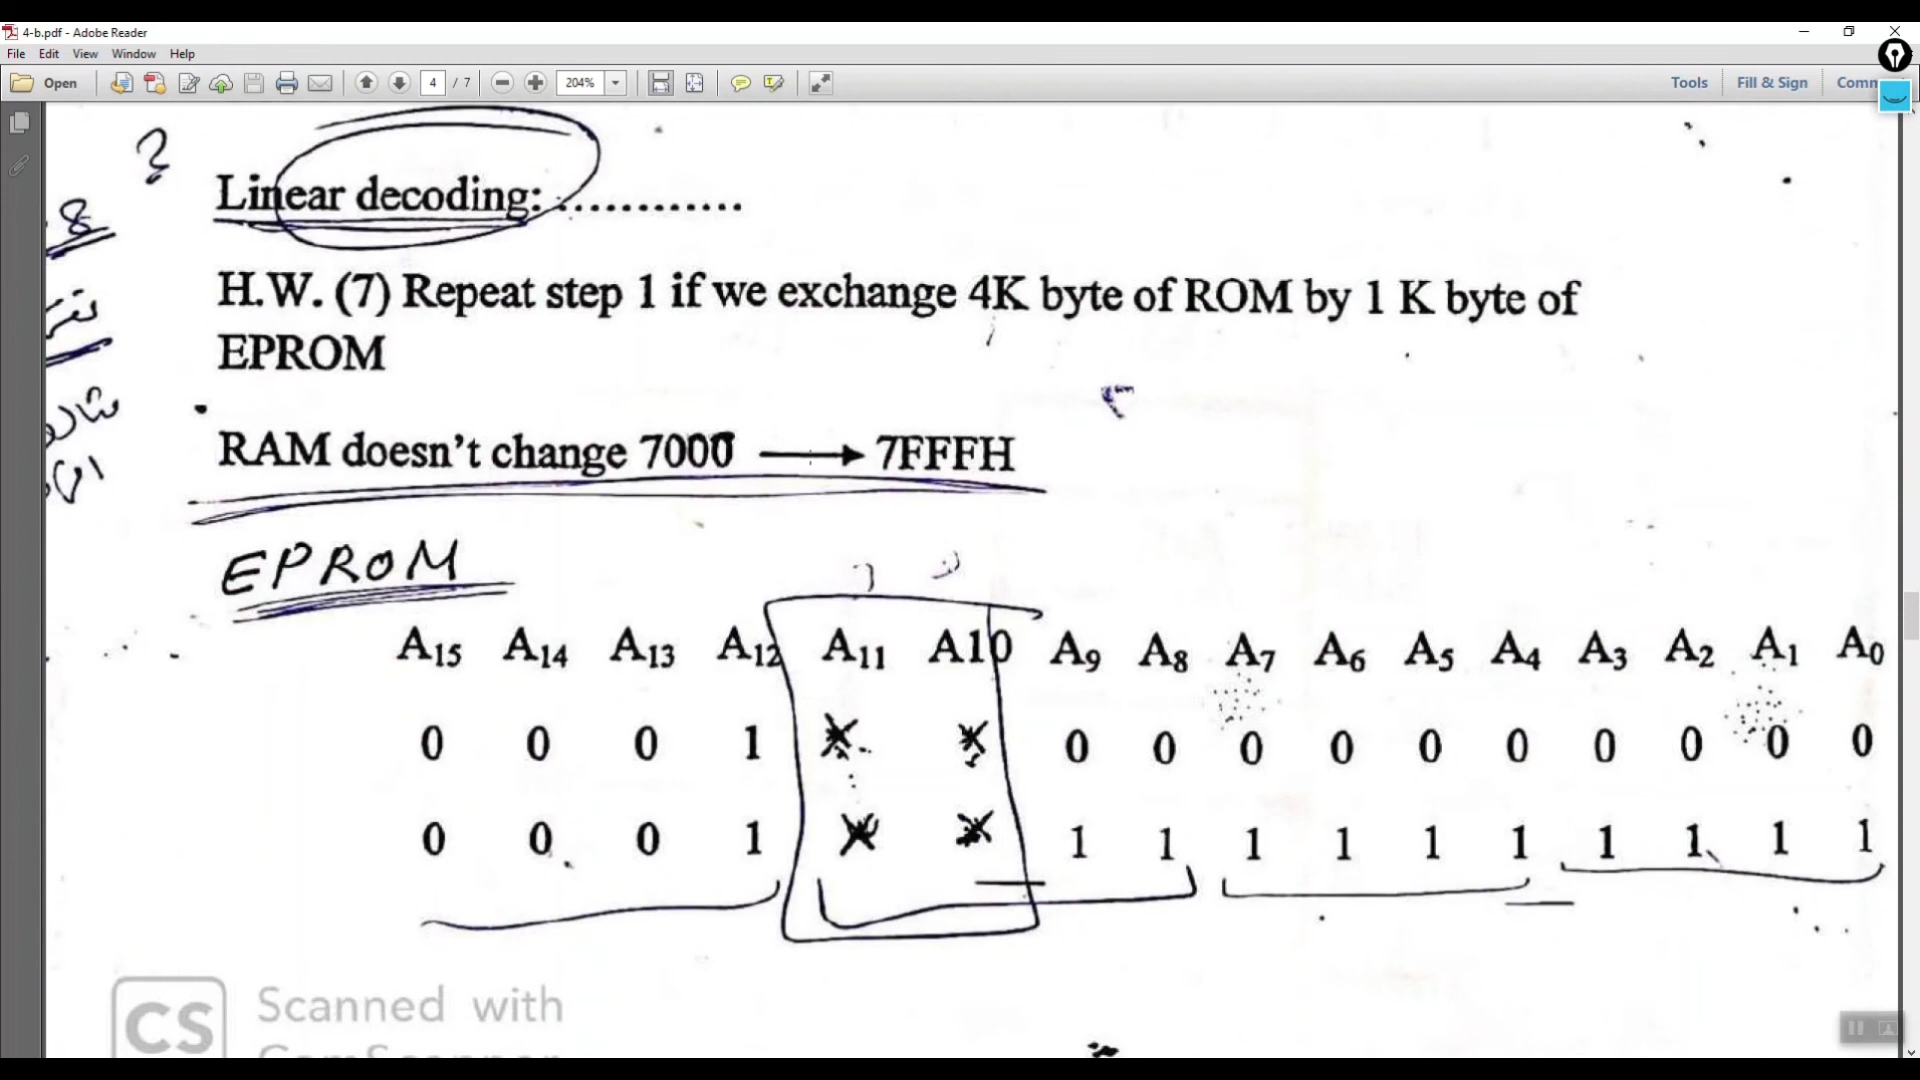 4-b.pdf - Adobe Reader
File Edit View Window Help
Open 4 / 7 204% Tools Fill & Sign Comm
?
Linear decoding: .............
8
H.W. (7) Repeat step 1 if we exchange 4K byte of ROM by 1 K byte of
EPROM
RAM doesn't change 7000 → 7FFFH
EPROM
A15 A14 A13 A12 A11 A10 A9 A8 A7 A6 A5 A4 A3 A2 A1 A0
0 0 0 1 X X 0 0 0 0 0 0 0 0 0 0
0 0 0 1 X X 1 1 1 1 1 1 1 1 1 1
CS Scanned with
CamScanner